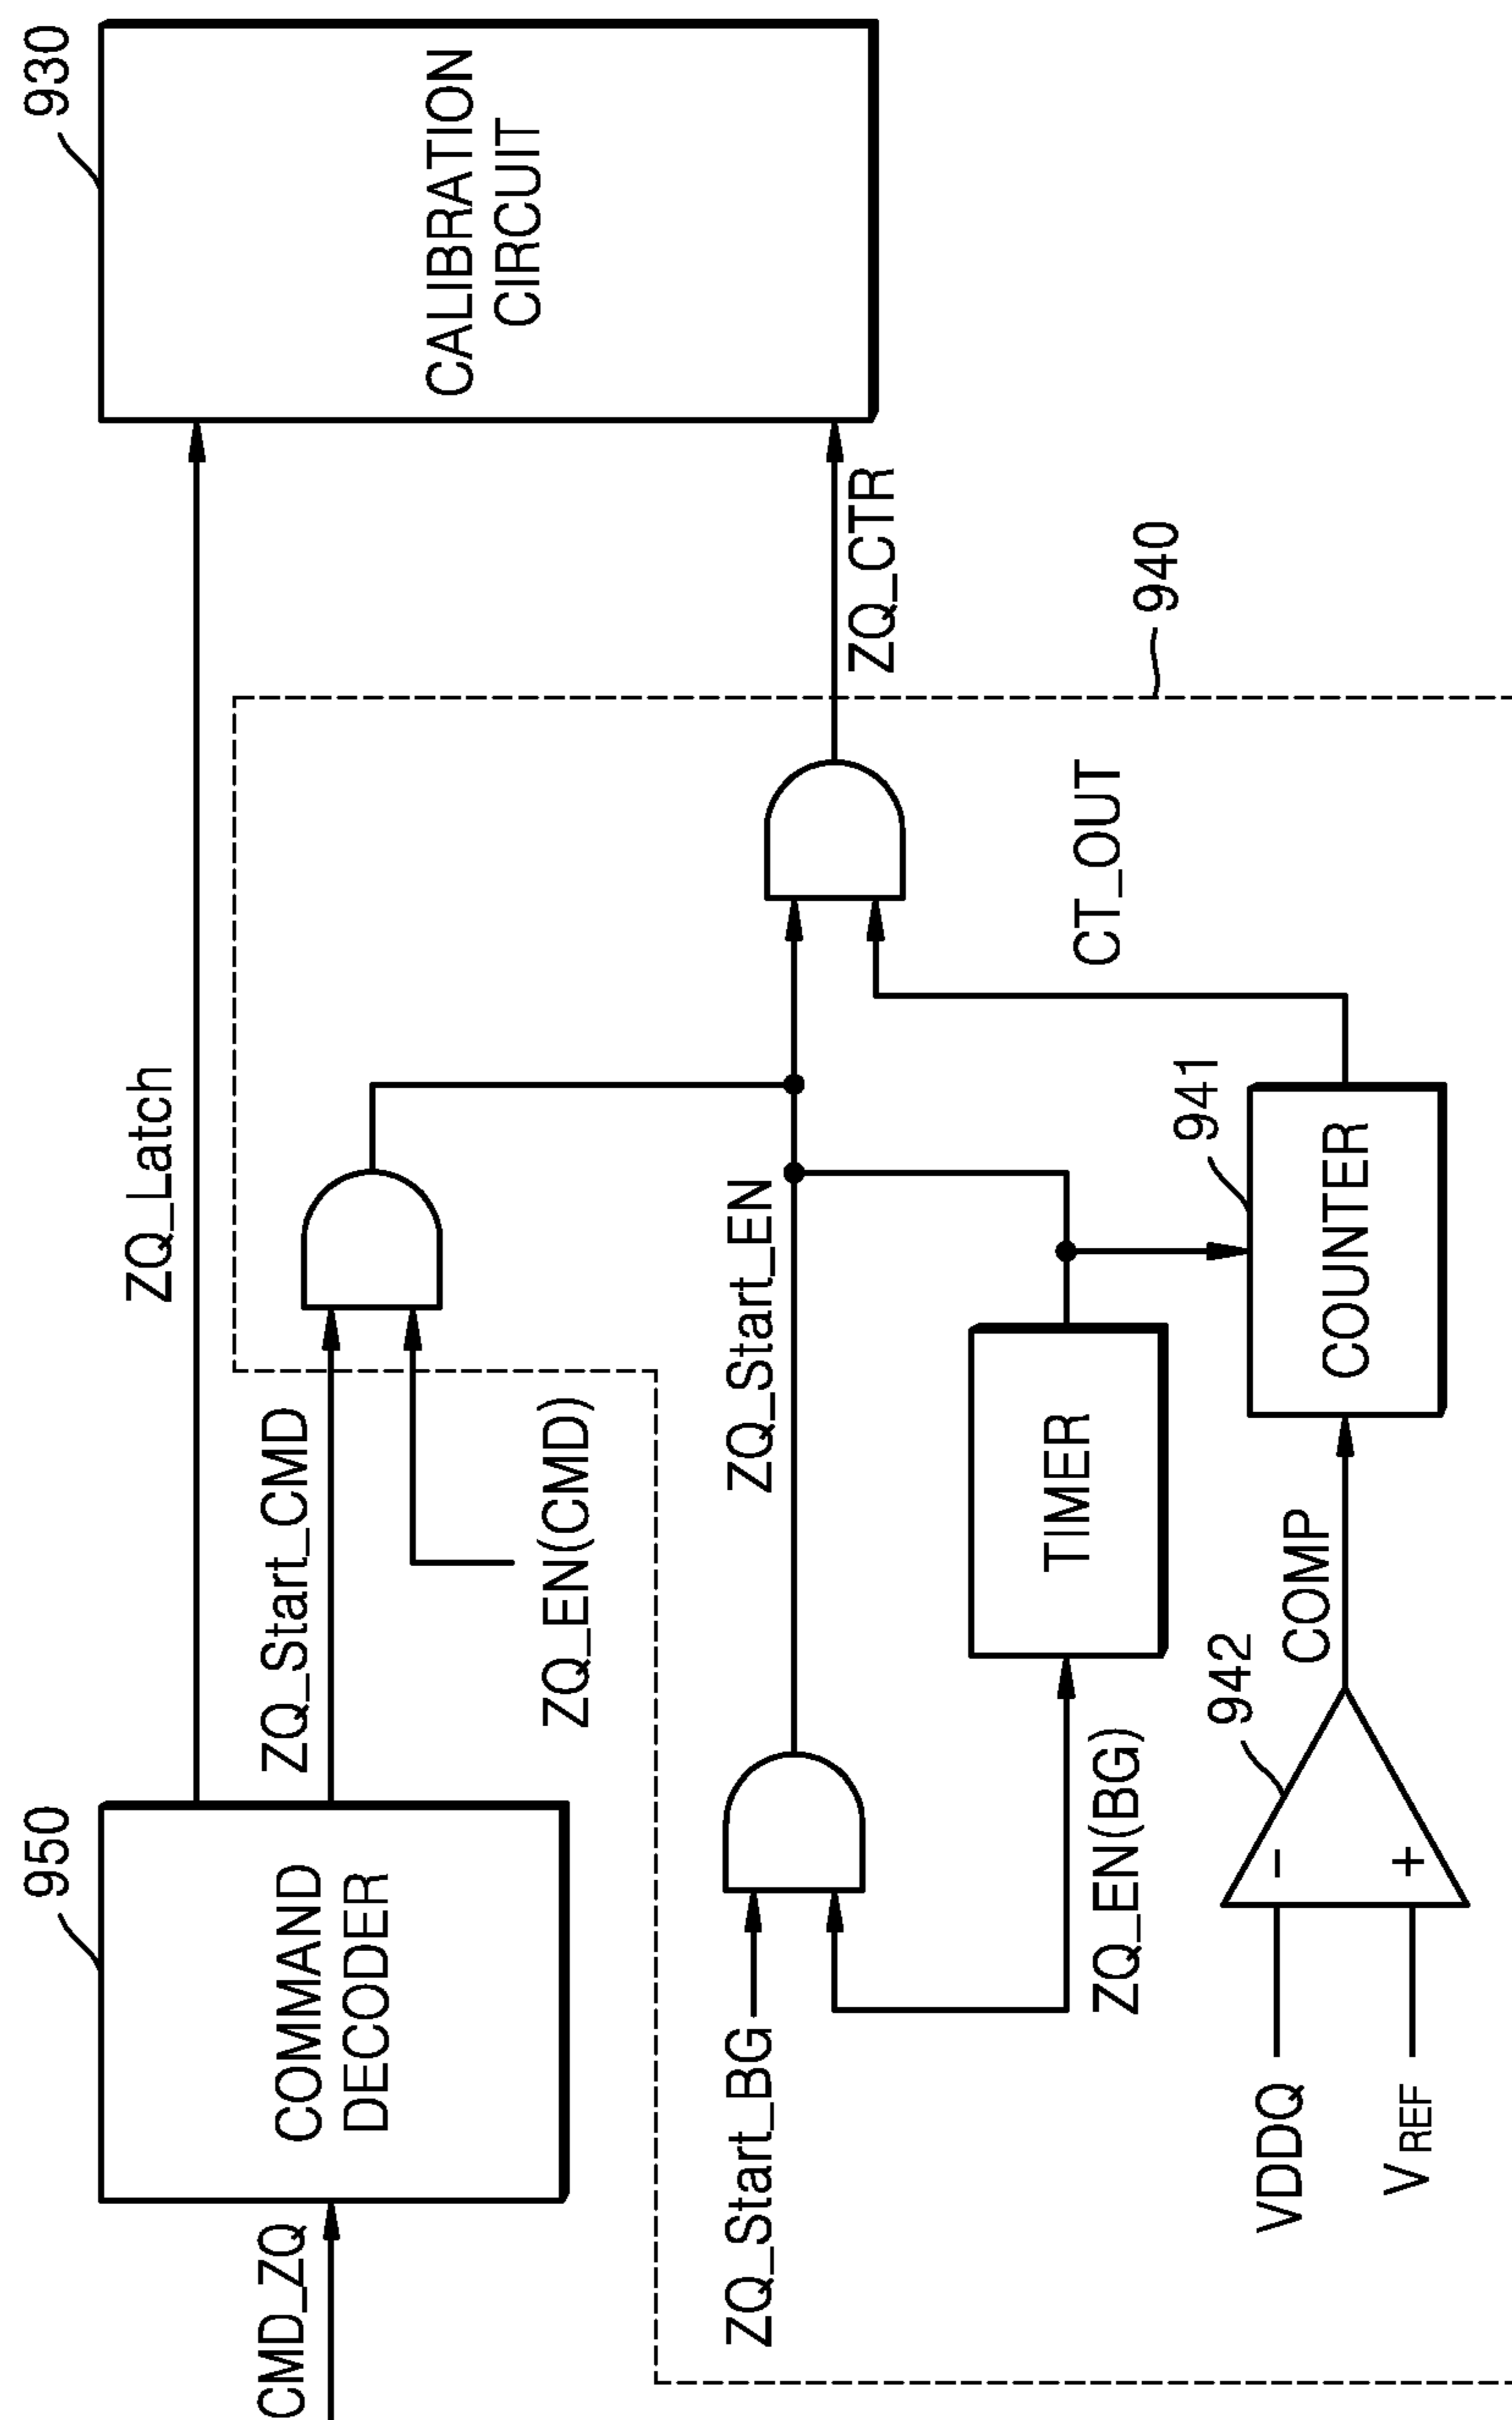 950
930
COMMAND
DECODER
CALIBRATION
CIRCUIT
ZQ_Latch
CMD_ZQ
ZQ_Start_CMD
ZQ_EN(CMD)
ZQ_Start_BG
ZQ_Start_EN
ZQ_CTR
TIMER
ZQ_EN(BG)
CT_OUT
940
941
942
COMP
COUNTER
VDDQ
−
VREF
+